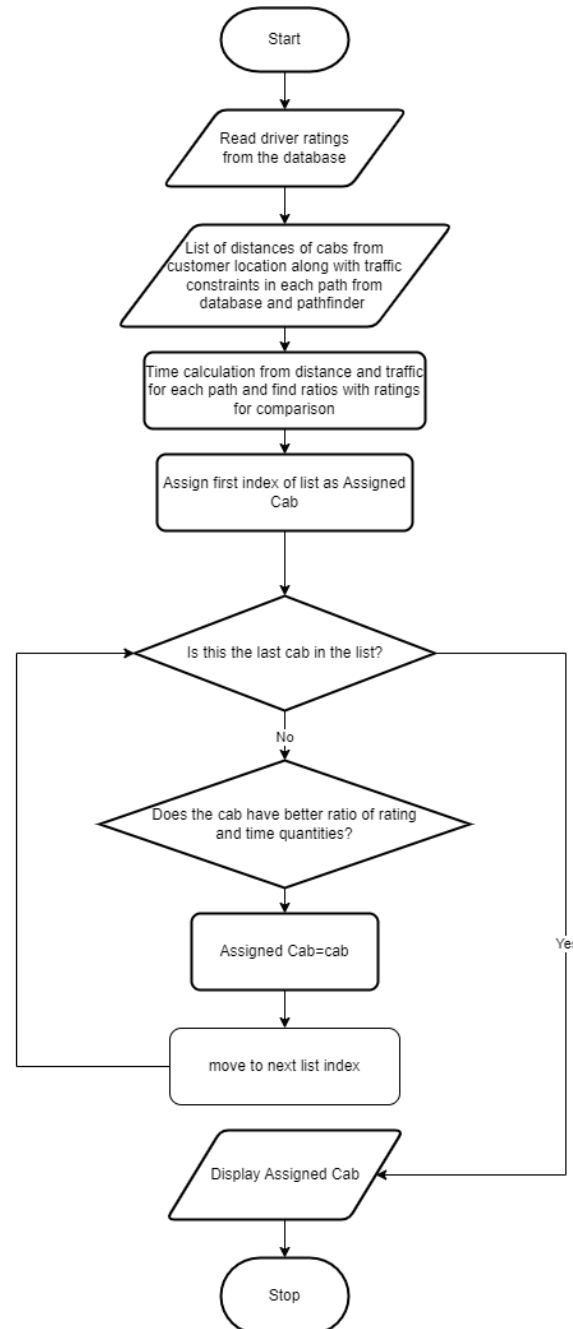 Start
Read driver ratings
from the database
List of distances of cabs from
customer location along with traffic
constraints in each path from
database and pathfinder
Time calculation from distance and traffic
for each path and find ratios with ratings
for comparison
Assign first index of list as Assigned
Cab
Is this the last cab in the list?
No
Does the cab have better ratio of rating
and time quantities?
Assigned Cab=cab
Yes
move to next list index
Display Assigned Cab
Stop